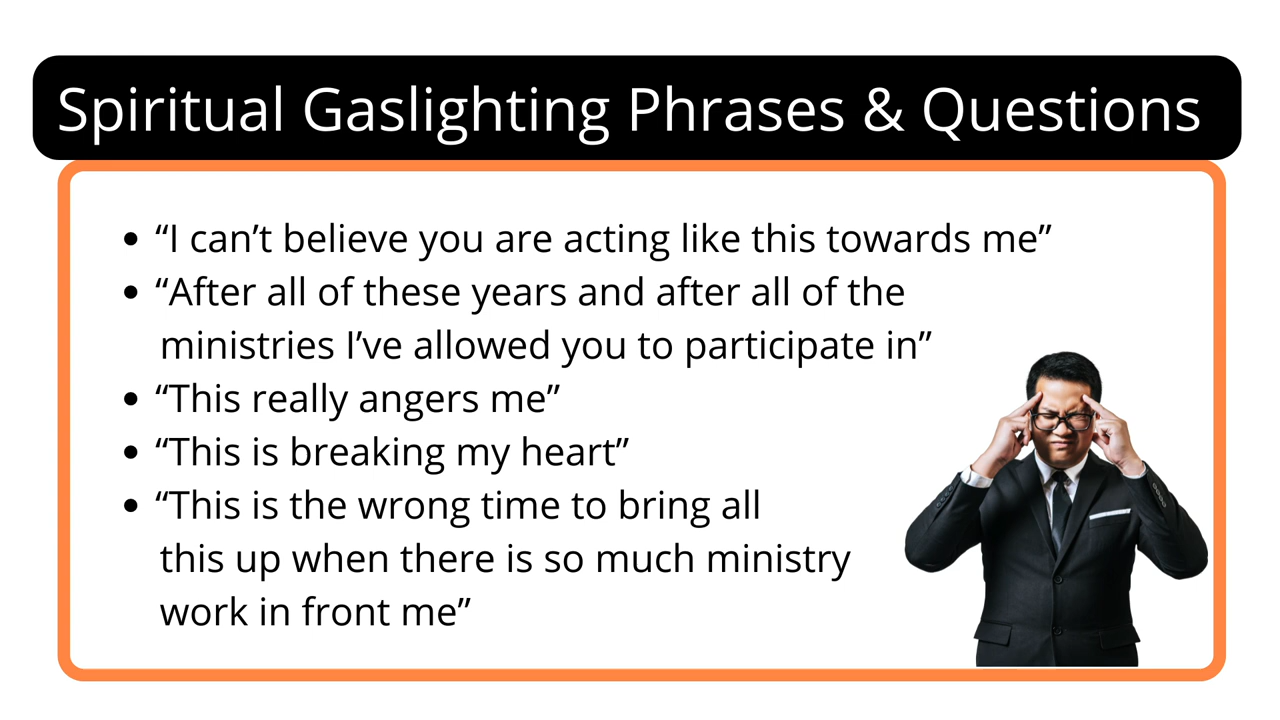 Spiritual Gaslighting Phrases & Questions
• “I can’t believe you are acting like this towards me”
• “After all of these years and after all of the
ministries I’ve allowed you to participate in”
• “This really angers me”
• “This is breaking my heart”
• “This is the wrong time to bring all
this up when there is so much ministry
work in front me”